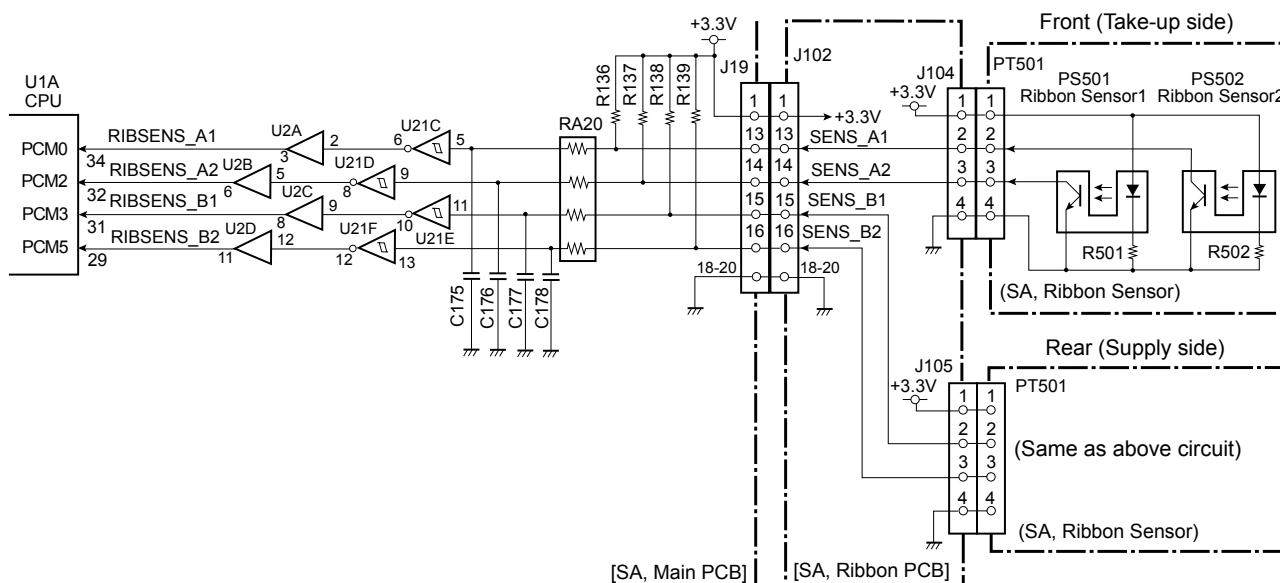 Front (Take-up side)
+3.3V
J19
J102
J104
PT501
PS501
Ribbon Sensor1
PS502
Ribbon Sensor2
U1A
CPU
R136
R137
R138
R139
RA20
+3.3V
1
1
+3.3V
1
1
PCM0
RIBSENS_A1
34
U2A
3
2
U21C
6
5
13
13
SENS_A1
2
2
PCM2
RIBSENS_A2
32
U2B
6
5
U21D
8
9
14
14
SENS_A2
3
3
PCM3
RIBSENS_B1
31
U2C
8
9
10
11
U21E
15
15
SENS_B1
4
4
PCM5
RIBSENS_B2
29
U2D
11
12
U21F
12
13
16
16
SENS_B2
R501
R502
18-20
18-20
C175
C176
C177
C178
(SA, Ribbon Sensor)
Rear (Supply side)
J105
PT501
+3.3V
1
1
2
2
(Same as above circuit)
3
3
4
4
(SA, Ribbon Sensor)
[SA, Main PCB]
[SA, Ribbon PCB]